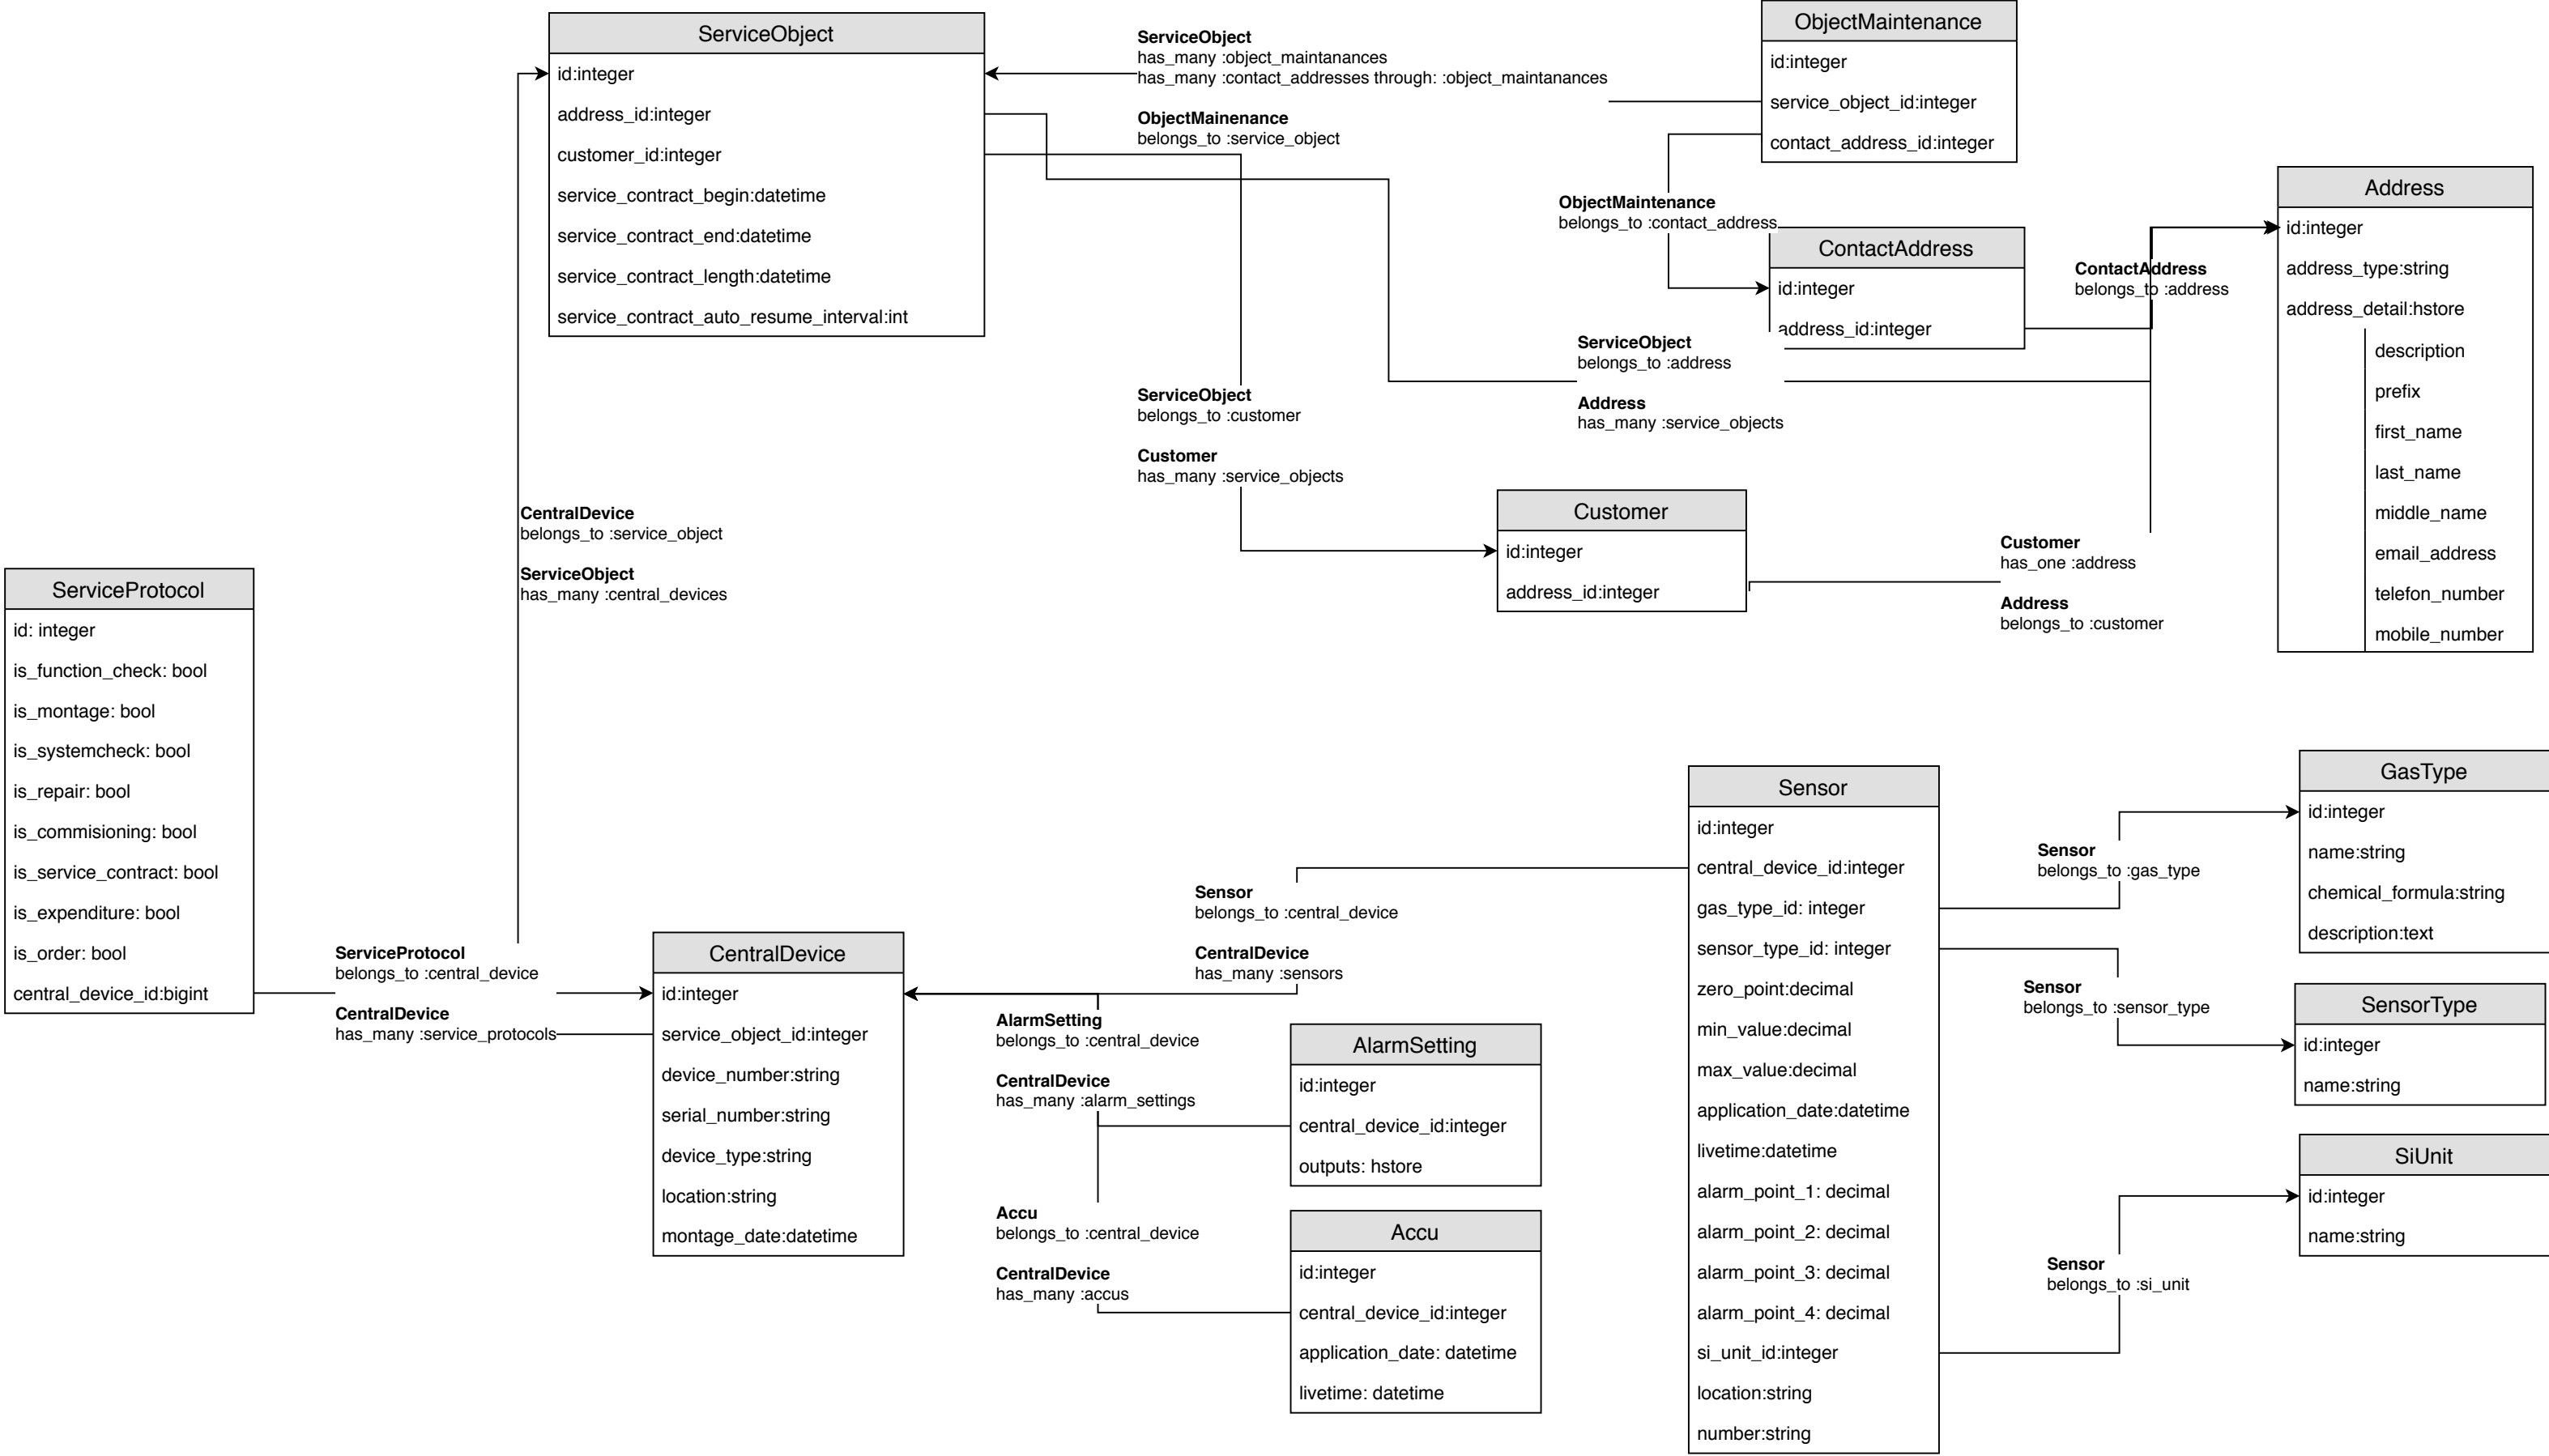 ServiceObject
id:integer
address_id:integer
customer_id:integer
service_contract_begin:datetime
service_contract_end:datetime
service_contract_length:datetime
service_contract_auto_resume_interval:int
ServiceObject
has_many :object_maintanances
has_many :contact_addresses through: :object_maintanances
ObjectMainenance
belongs_to :service_object
ObjectMaintenance
id:integer
service_object_id:integer
contact_address_id:integer
ObjectMaintenance
belongs_to :contact_address
ContactAddress
id:integer
address_id:integer
ContactAddress
belongs_to :address
Address
id:integer
address_type:string
address_detail:hstore
description
prefix
first_name
last_name
middle_name
email_address
telefon_number
mobile_number
ServiceObject
belongs_to :address
Address
has_many :service_objects
ServiceObject
belongs_to :customer
Customer
has_many :service_objects
Customer
id:integer
address_id:integer
Customer
has_one :address
Address
belongs_to :customer
CentralDevice
belongs_to :service_object
ServiceObject
has_many :central_devices
ServiceProtocol
id: integer
is_function_check: bool
is_montage: bool
is_systemcheck: bool
is_repair: bool
is_commisioning: bool
is_service_contract: bool
is_expenditure: bool
is_order: bool
central_device_id:bigint
ServiceProtocol
belongs_to :central_device
CentralDevice
has_many :service_protocols
CentralDevice
id:integer
service_object_id:integer
device_number:string
serial_number:string
device_type:string
location:string
montage_date:datetime
Sensor
belongs_to :central_device
CentralDevice
has_many :sensors
AlarmSetting
belongs_to :central_device
CentralDevice
has_many :alarm_settings
Accu
belongs_to :central_device
CentralDevice
has_many :accus
AlarmSetting
id:integer
central_device_id:integer
outputs: hstore
Accu
id:integer
central_device_id:integer
application_date: datetime
livetime: datetime
Sensor
id:integer
central_device_id:integer
gas_type_id: integer
sensor_type_id: integer
zero_point:decimal
min_value:decimal
max_value:decimal
application_date:datetime
livetime:datetime
alarm_point_1: decimal
alarm_point_2: decimal
alarm_point_3: decimal
alarm_point_4: decimal
si_unit_id:integer
location:string
number:string
Sensor
belongs_to :gas_type
Sensor
belongs_to :sensor_type
Sensor
belongs_to :si_unit
GasType
id:integer
name:string
chemical_formula:string
description:text
SensorType
id:integer
name:string
SiUnit
id:integer
name:string